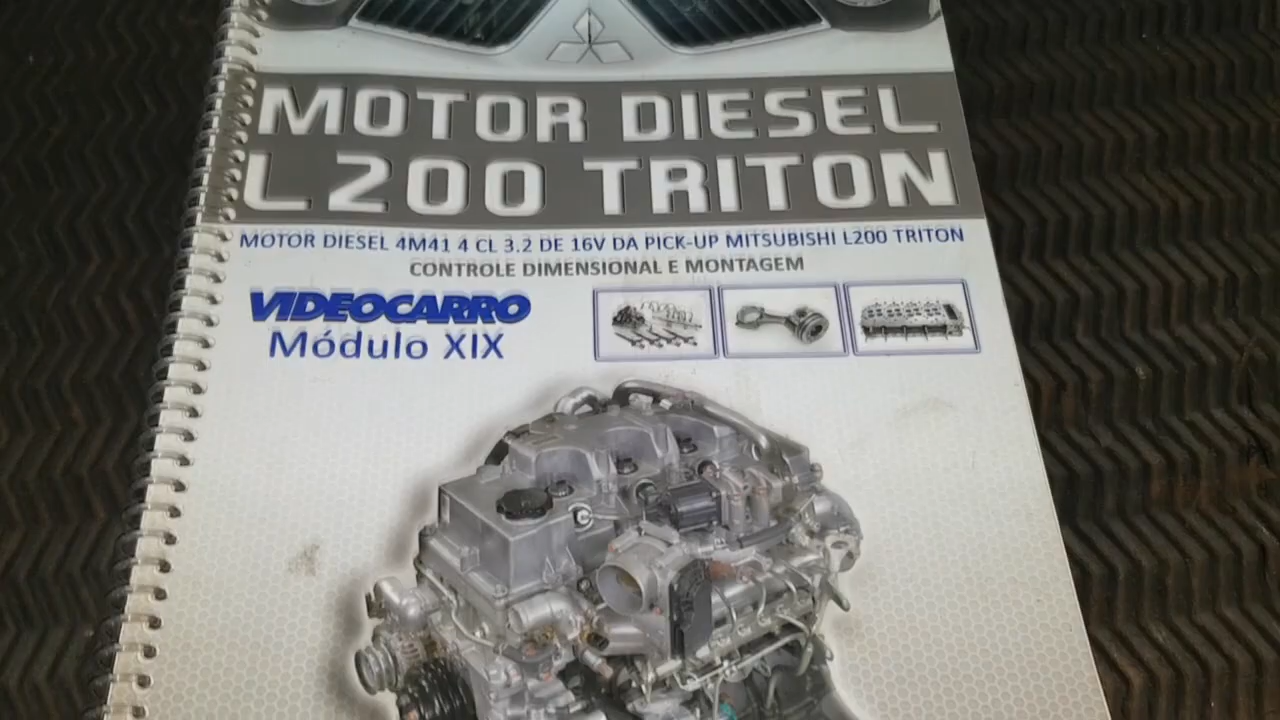 MOTOR DIESEL
L200 TRITON
MOTOR DIESEL 4M41 4 CL 3.2 DE 16V DA PICK-UP MITSUBISHI L200 TRITON
CONTROLE DIMENSIONAL E MONTAGEM
VIDEOCARRO
Módulo XIX